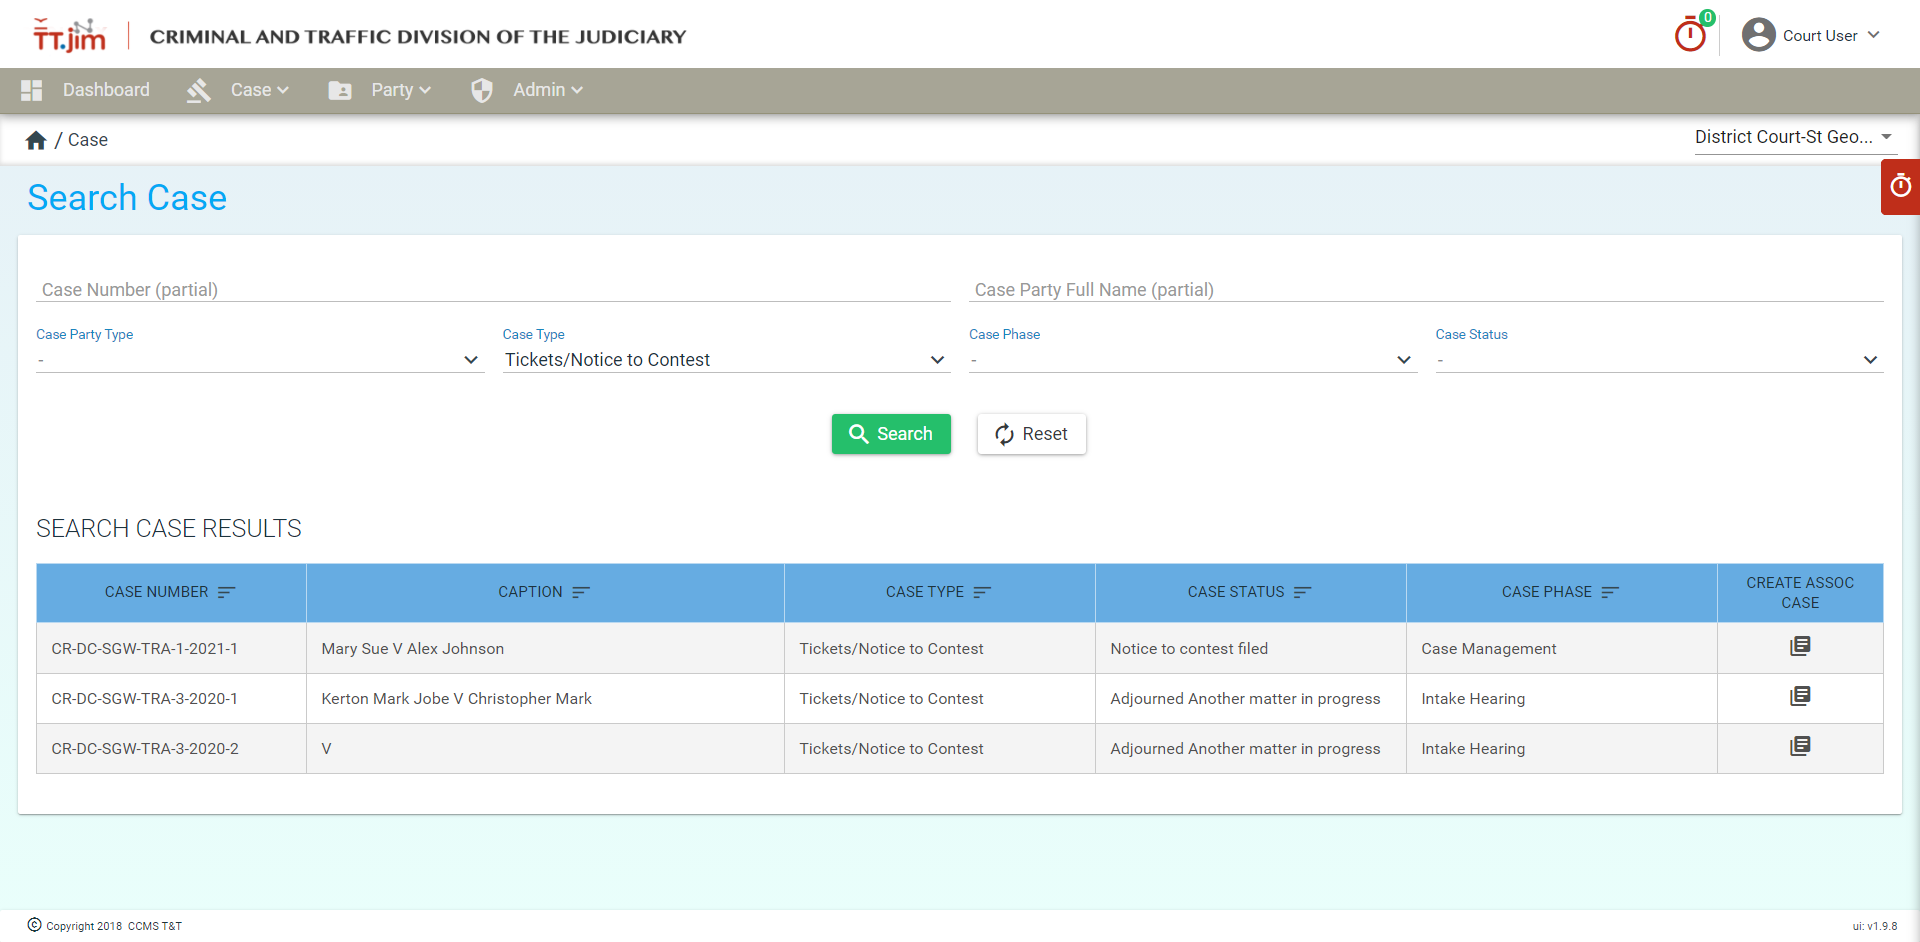 TT.jim
CRIMINAL AND TRAFFIC DIVISION OF THE JUDICIARY
0
Court User
Dashboard
Case
Party
Admin
/ Case
District Court-St Geo...
Search Case
Case Number (partial)
Case Party Full Name (partial)
Case Party Type
Case Type
Case Phase
Case Status
-
Tickets/Notice to Contest
-
-
Search
Reset
SEARCH CASE RESULTS
CASE NUMBER
CAPTION
CASE TYPE
CASE STATUS
CASE PHASE
CREATE ASSOC
CASE
CR-DC-SGW-TRA-1-2021-1
Mary Sue V Alex Johnson
Tickets/Notice to Contest
Notice to contest filed
Case Management
CR-DC-SGW-TRA-3-2020-1
Kerton Mark Jobe V Christopher Mark
Tickets/Notice to Contest
Adjourned Another matter in progress
Intake Hearing
CR-DC-SGW-TRA-3-2020-2
V
Tickets/Notice to Contest
Adjourned Another matter in progress
Intake Hearing
© Copyright 2018 CCMS T&T
ui: v1.9.8